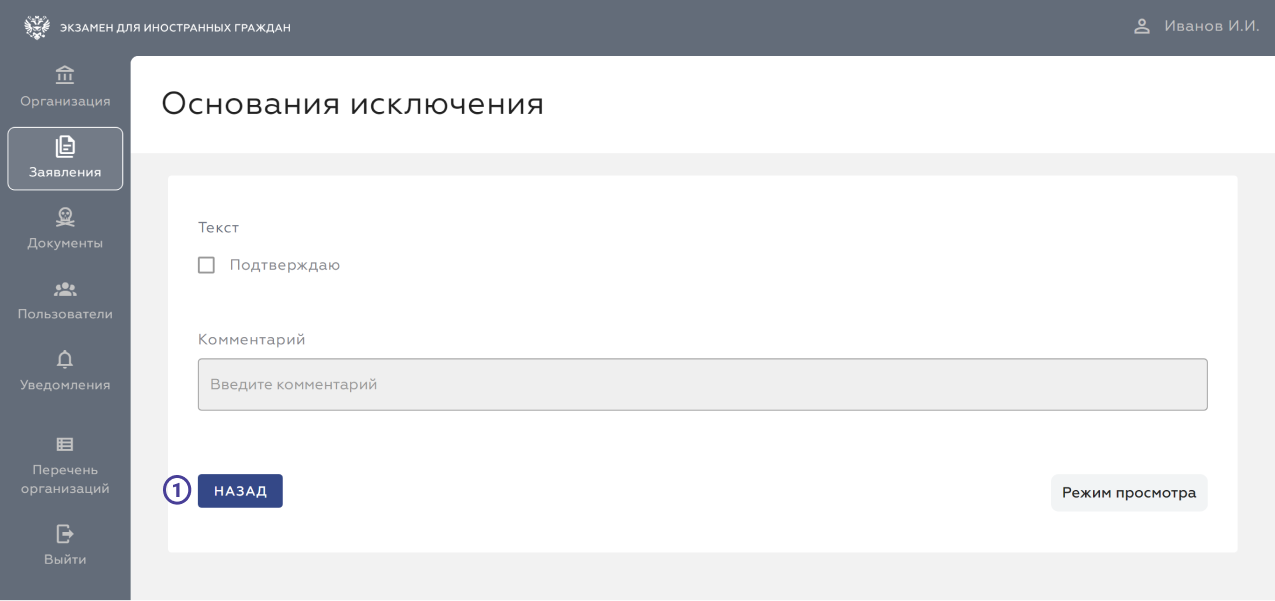 ЭКЗАМЕН ДЛЯ ИНОСТРАННЫХ ГРАЖДАН
Иванов И.И.
Организация
Заявления
Документы
Пользователи
Уведомления
Перечень
организаций
Выйти
Основания исключения
Текст
Подтверждаю
Комментарий
Введите комментарий
1
НАЗАД
Режим просмотра